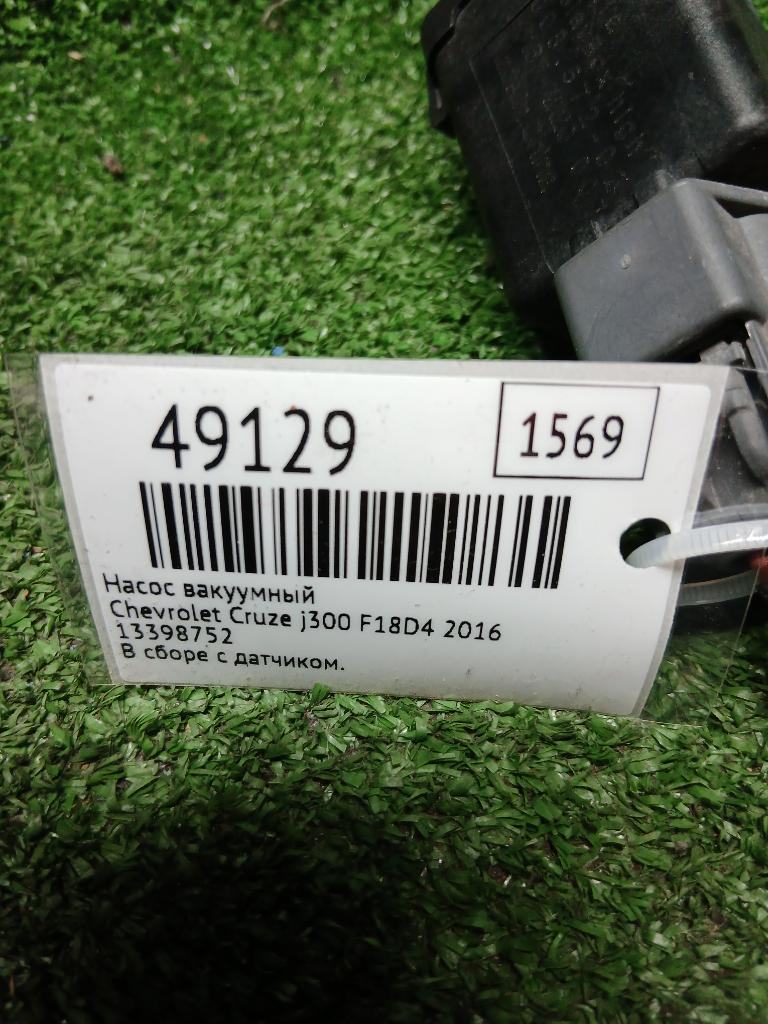 49129
1569
Насос вакуумный
Chevrolet Cruze j300 F18D4 2016
13398752
В сборе с датчиком.